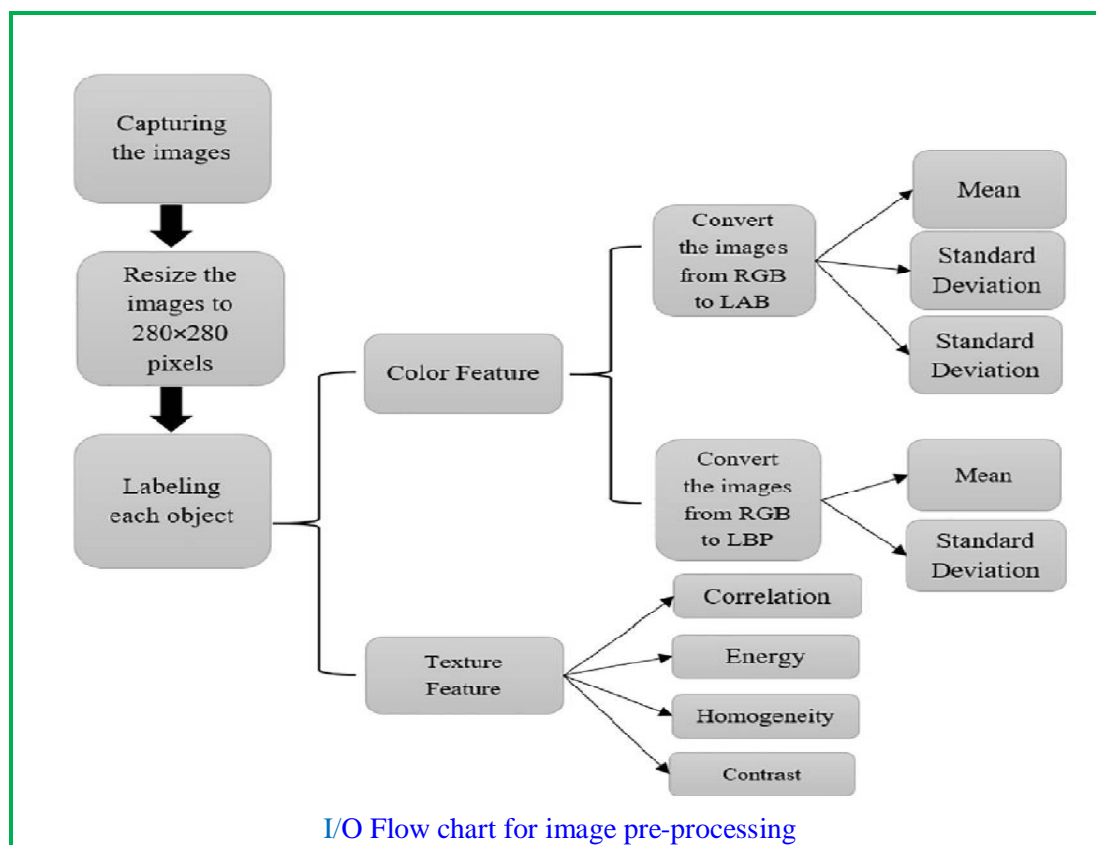 Capturing
the images
Resize the
images to
280×280
pixels
Labeling
each object
Color Feature
Convert
the images
from RGB
to LAB
Mean
Standard
Deviation
Standard
Deviation
Convert
the images
from RGB
to LBP
Mean
Standard
Deviation
Texture
Feature
Correlation
Energy
Homogeneity
Contrast
I/O Flow chart for image pre-processing